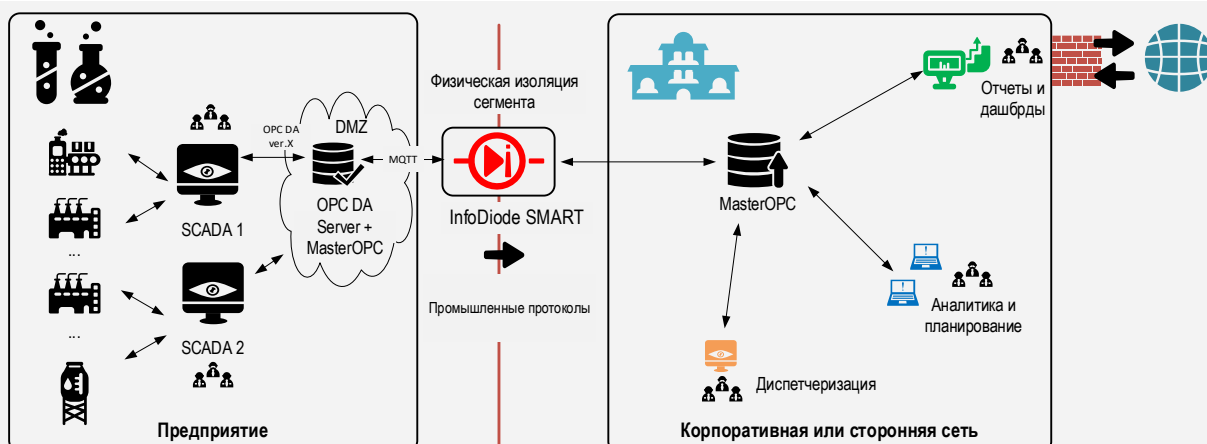 OPC DA
ver.X
DMZ
MQTT
SCADA 1
OPC DA
Server +
MasterOPC
...
SCADA 2
...
Предприятие
Физическая изоляция
сегмента
InfoDiode SMART
Промышленные протоколы
MasterOPC
Отчеты и
дашбрды
Аналитика и
планирование
Диспетчеризация
Корпоративная или сторонняя сеть